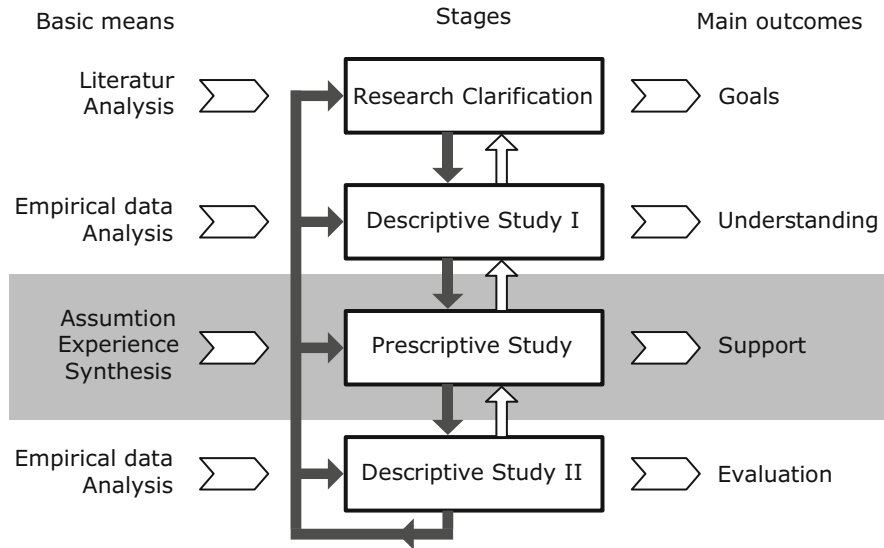 Basic means
Stages
Main outcomes
Literatur
Analysis
Research Clarification
Goals
Empirical data
Analysis
Descriptive Study I
Understanding
Assumtion
Experience
Synthesis
Prescriptive Study
Support
Empirical data
Analysis
Descriptive Study II
Evaluation